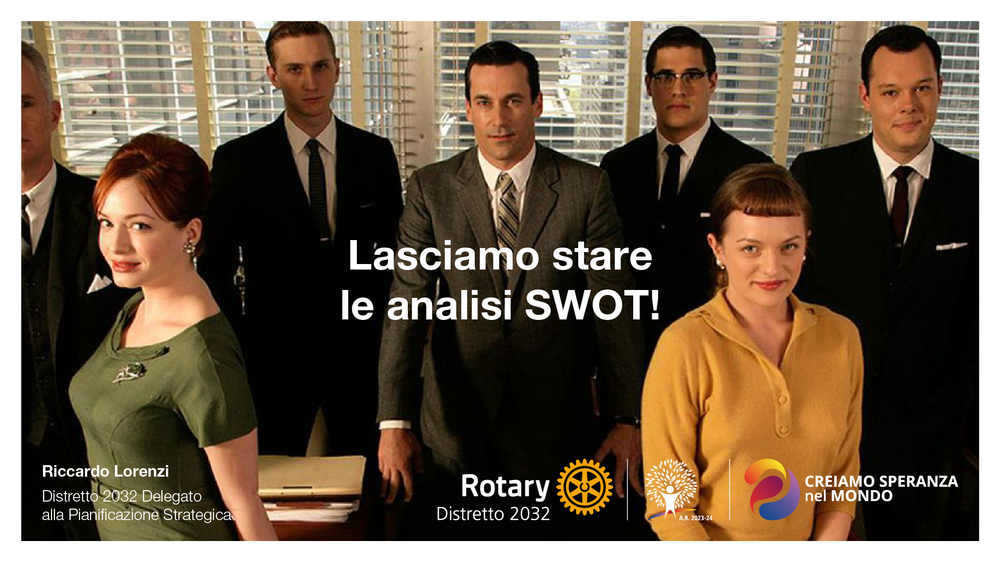 Lasciamo stare
le analisi SWOT!
Riccardo Lorenzi
Distretto 2032 Delegato
alla Pianificazione Strategica
Rotary
Distretto 2032
A.R. 2023-24
CREIAMO SPERANZA
nel MONDO